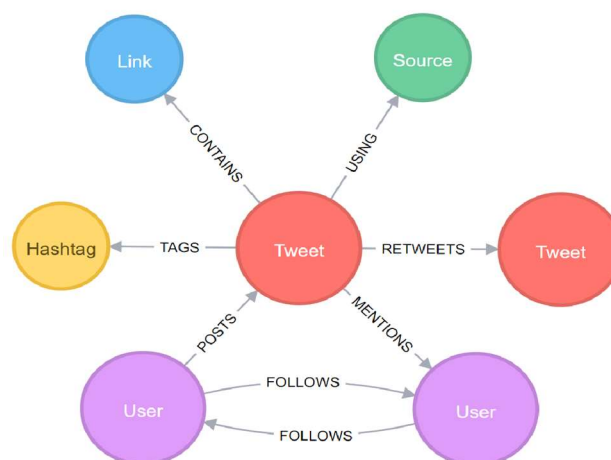 Link
Source
CONTAINS
USING
Hashtag
TAGS
Tweet
RETWEETS
Tweet
POSTS
MENTIONS
User
FOLLOWS
User
FOLLOWS